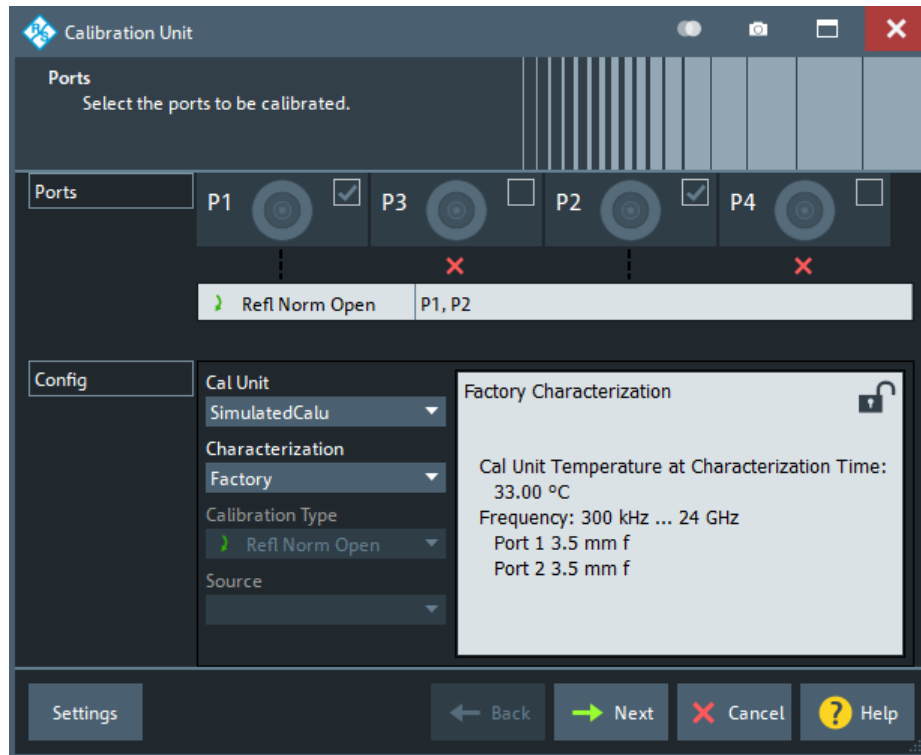 Calibration Unit
Ports
Select the ports to be calibrated.
Ports
P1
P3
P2
P4
Refl Norm Open
P1, P2
Config
Cal Unit
SimulatedCalu
Characterization
Factory
Calibration Type
Refl Norm Open
Source
Factory Characterization
Cal Unit Temperature at Characterization Time:
33.00 °C
Frequency: 300 kHz ... 24 GHz
Port 1 3.5 mm f
Port 2 3.5 mm f
Settings
Back
Next
Cancel
? Help